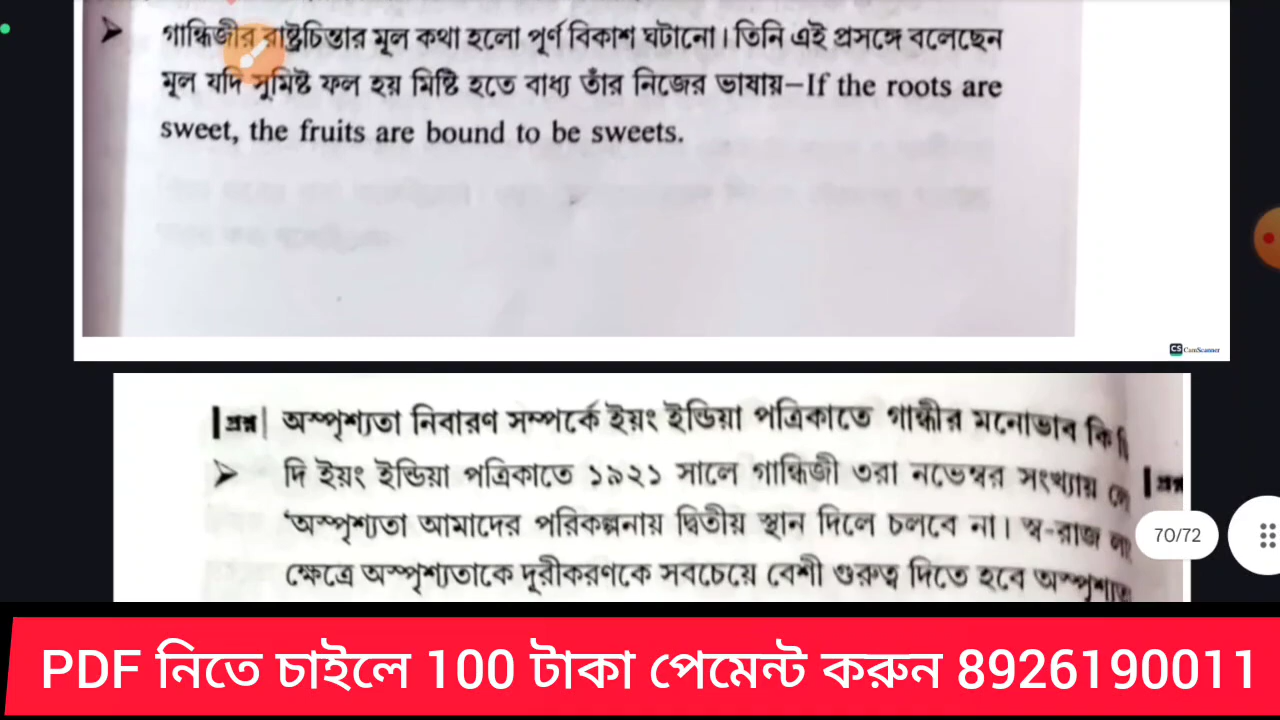 গান্ধিজীর রাষ্ট্রচিন্তার মূল কথা হলো পূর্ণ বিকাশ ঘটানো। তিনি এই প্রসঙ্গে বলেছেন
মূল যদি সুমিষ্ট ফল হয় মিষ্টি হতে বাধ্য তাঁর নিজের ভাষায়–If the roots are
sweet, the fruits are bound to be sweets.
CS CamScanner
প্রশ্ন অস্পৃশ্যতা নিবারণ সম্পর্কে ইয়ং ইন্ডিয়া পত্রিকাতে গান্ধীর মনোভাব কি
দি ইয়ং ইন্ডিয়া পত্রিকাতে ১৯২১ সালে গান্ধিজী ৩রা নভেম্বর সংখ্যায়
প্রশ্ন
'অস্পৃশ্যতা আমাদের পরিকল্পনায় দ্বিতীয় স্থান দিলে চলবে না। স্ব-রাজ
70/72
ক্ষেত্রে অস্পৃশ্যতাকে দূরীকরণকে সবচেয়ে বেশী গুরুত্ব দিতে হবে
PDF নিতে চাইলে 100 টাকা পেমেন্ট করুন 8926190011